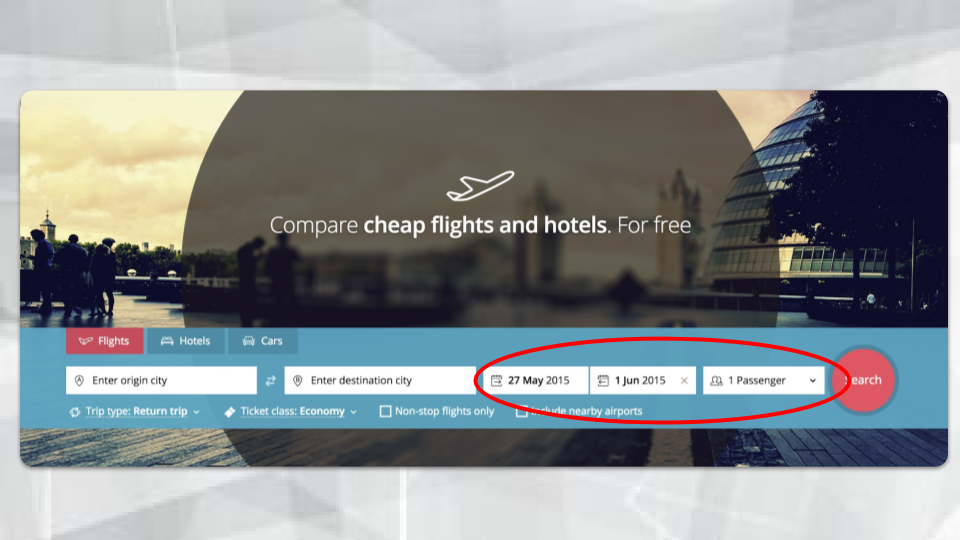 Compare cheap flights and hotels. For free
Flights Hotels Cars
Enter origin city Enter destination city 27 May 2015 1 Jun 2015 × 1 Passenger Search
Trip type: Return trip Ticket class: Economy Non-stop flights only Include nearby airports